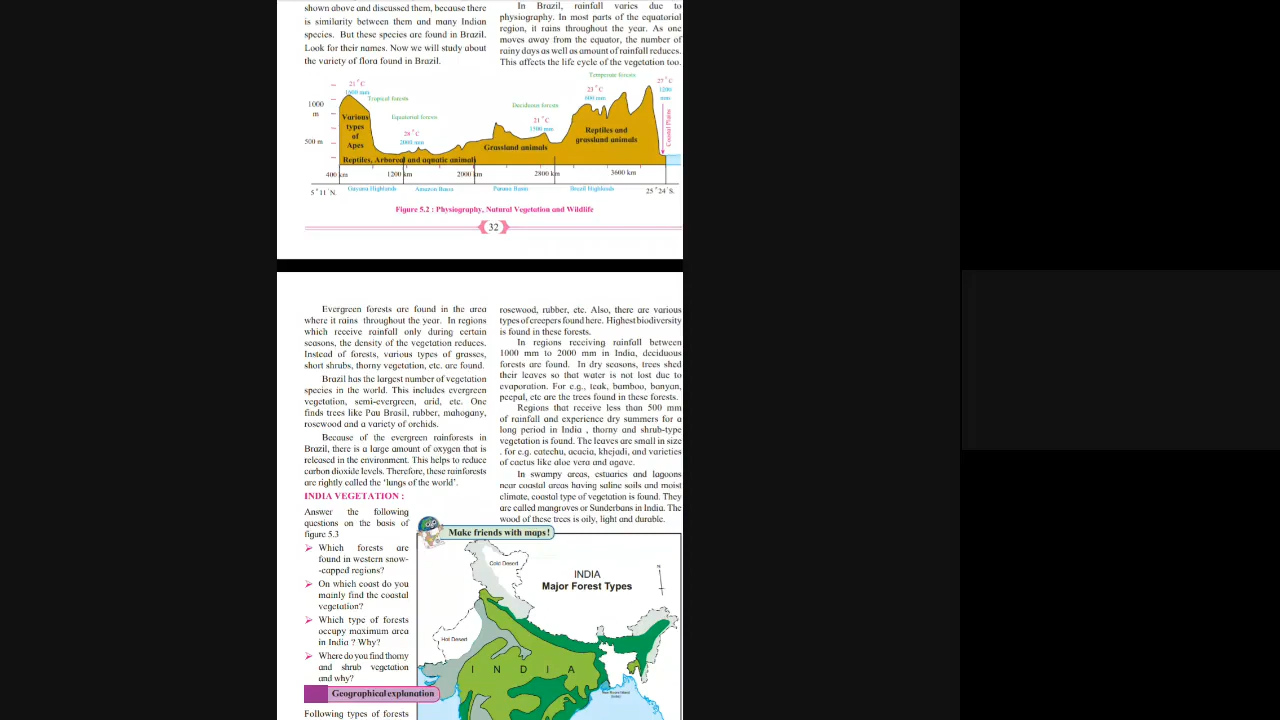 shown above and discussed them, because there
is similarity between them and many Indian
species. But these species are found in Brazil.
Look for their names. Now we will study about
the variety of flora found in Brazil.
In Brazil, rainfall varies due to
physiography. In most parts of the equatorial
region, it rains throughout the year. As one
moves away from the equator, the number of
rainy days as well as amount of rainfall reduces.
This affects the life cycle of the vegetation too.
Temperate forests
21°C
1600 mm
Tropical forests
Equatorial forests
28°C
2000 mm
Deciduous forests
21°C
1500 mm
23°C
800 mm
27°C
1200
mm
Coastal Plains
1000
m
500 m
Various
types
of
Apes
Reptiles, Arboreal and aquatic animals
Grassland animals
Reptiles and
grassland animals
400 km
1200 km
2000 km
2800 km
3600 km
5°11' N.
Guyana Highlands
Amazon Basin
Parana Basin
Brazil Highlands
25°24' S.
Figure 5.2 : Physiography, Natural Vegetation and Wildlife
32
Evergreen forests are found in the area
where it rains throughout the year. In regions
which receive rainfall only during certain
seasons, the density of the vegetation reduces.
Instead of forests, various types of grasses,
short shrubs, thorny vegetation, etc. are found.
Brazil has the largest number of vegetation
species in the world. This includes evergreen
vegetation, semi-evergreen, arid, etc. One
finds trees like Pau Brasil, rubber, mahogany,
rosewood and a variety of orchids.
Because of the evergreen rainforests in
Brazil, there is a large amount of oxygen that is
released in the environment. This helps to reduce
carbon dioxide levels. Therefore, these rainforests
are rightly called the 'lungs of the world'.
INDIA VEGETATION :
Answer the following
questions on the basis of
figure 5.3
➢ Which forests are
found in western snow-
-capped regions?
➢ On which coast do you
mainly find the coastal
vegetation?
➢ Which type of forests
occupy maximum area
in India ? Why?
➢ Where do you find thorny
and shrub vegetation
and why?
Geographical explanation
Following types of forests
rosewood, rubber, etc. Also, there are various
types of creepers found here. Highest biodiversity
is found in these forests.
In regions receiving rainfall between
1000 mm to 2000 mm in India, deciduous
forests are found. In dry seasons, trees shed
their leaves so that water is not lost due to
evaporation. For e.g., teak, bamboo, banyan,
peepal, etc are the trees found in these forests.
Regions that receive less than 500 mm
of rainfall and experience dry summers for a
long period in India , thorny and shrub-type
vegetation is found. The leaves are small in size
. for e.g. catechu, acacia, khejadi, and varieties
of cactus like aloe vera and agave.
In swampy areas, estuaries and lagoons
near coastal areas having saline soils and moist
climate, coastal type of vegetation is found. They
are called mangroves or Sunderbans in India. The
wood of these trees is oily, light and durable.
Make friends with maps!
Cold Desert
INDIA
Major Forest Types
N
Hot Desert
I N D I A